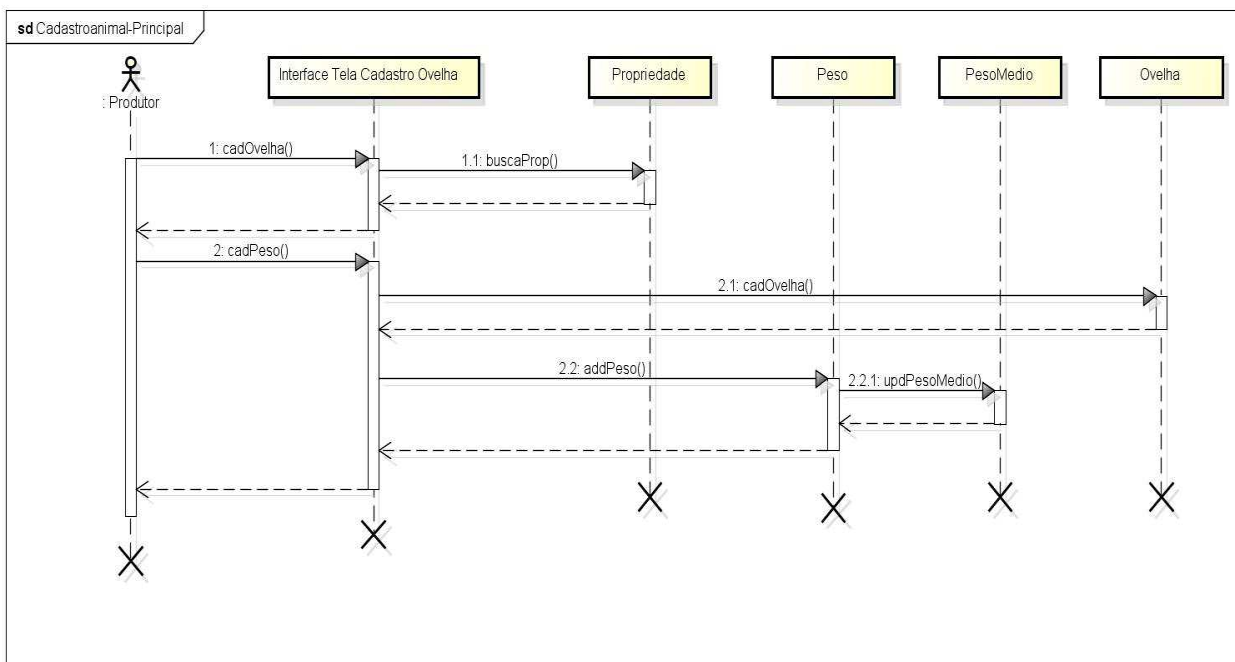 sd Cadastroanimal-Principal
: Produtor
Interface Tela Cadastro Ovelha
Propriedade
Peso
PesoMedio
Ovelha
1: cadOvelha()
1.1: buscaProp()
2: cadPeso()
2.1: cadOvelha()
2.2: addPeso()
2.2.1: updPesoMedio()